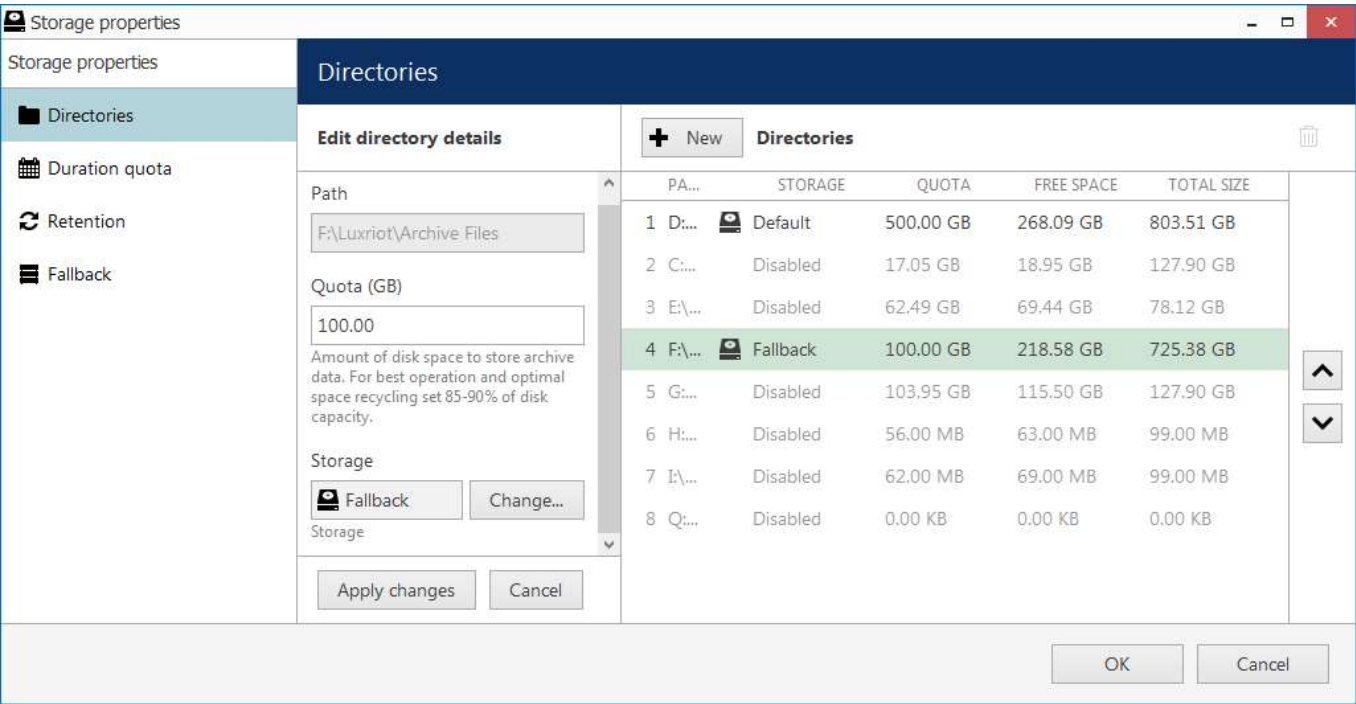 Storage properties
Storage properties
Directories
Duration quota
Retention
Fallback
Directories
Edit directory details
Path
F:\Luxriot\Archive Files
Quota (GB)
100.00
Amount of disk space to store archive
data. For best operation and optimal
space recycling set 85-90% of disk
capacity.
Storage
Fallback Change...
Storage
Apply changes Cancel
New Directories
PA... STORAGE QUOTA FREE SPACE TOTAL SIZE
1 D:... Default 500.00 GB 268.09 GB 803.51 GB
2 C:... Disabled 17.05 GB 18.95 GB 127.90 GB
3 E:\... Disabled 62.49 GB 69.44 GB 78.12 GB
4 F:\... Fallback 100.00 GB 218.58 GB 725.38 GB
5 G:... Disabled 103.95 GB 115.50 GB 127.90 GB
6 H:... Disabled 56.00 MB 63.00 MB 99.00 MB
7 I:\... Disabled 62.00 MB 69.00 MB 99.00 MB
8 Q:... Disabled 0.00 KB 0.00 KB 0.00 KB
OK Cancel